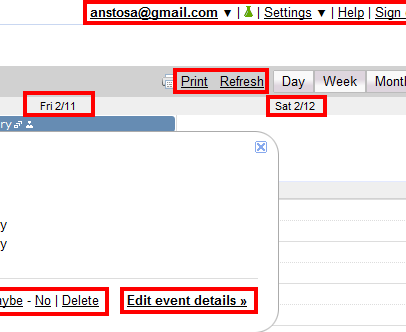 anstosa@gmail.com ▼ | Settings ▼ | Help | Sign
Print Refresh Day Week Month
Fri 2/11 Sat 2/12
ry
y
y
aybe - No | Delete Edit event details »